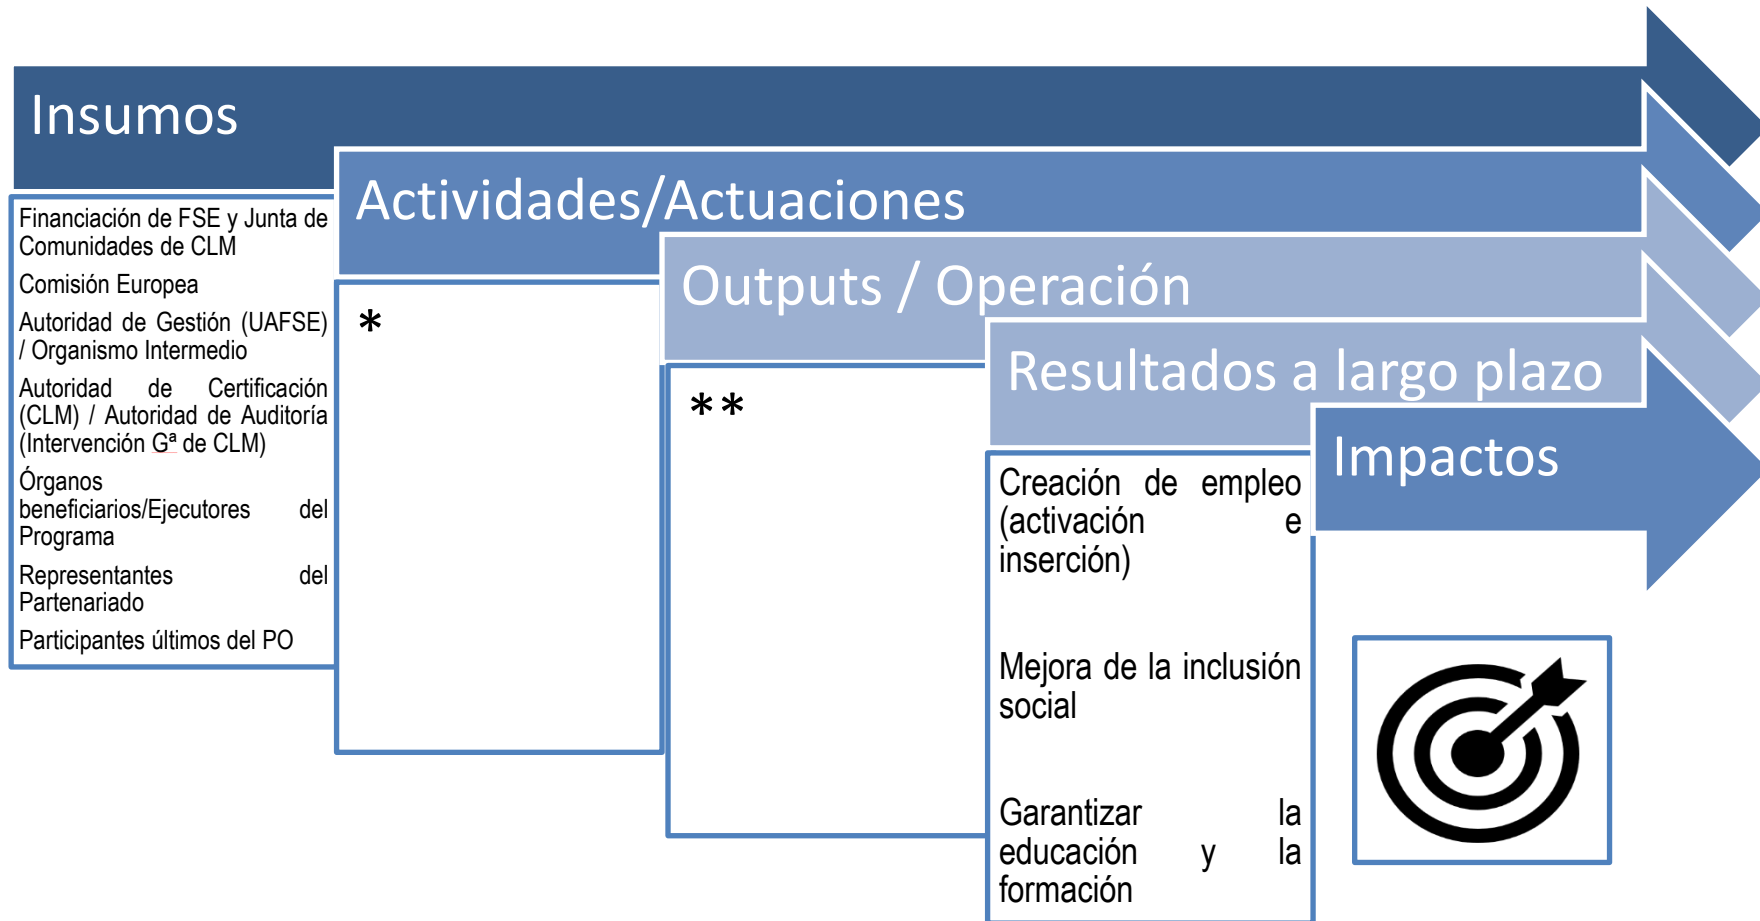 Insumos
Financiación de FSE y Junta de
Comunidades de CLM
Comisión Europea
Autoridad de Gestión (UAFSE)
/ Organismo Intermedio
Autoridad de Certificación
(CLM) / Autoridad de Auditoría
(Intervención Gª de CLM)
Órganos
beneficiarios/Ejecutores del
Programa
Representantes del
Partenariado
Participantes últimos del PO
Actividades/Actuaciones
*
Outputs / Operación
**
Resultados a largo plazo
Creación de empleo
(activación e
inserción)
Mejora de la inclusión
social
Garantizar la
educación y la
formación
Impactos